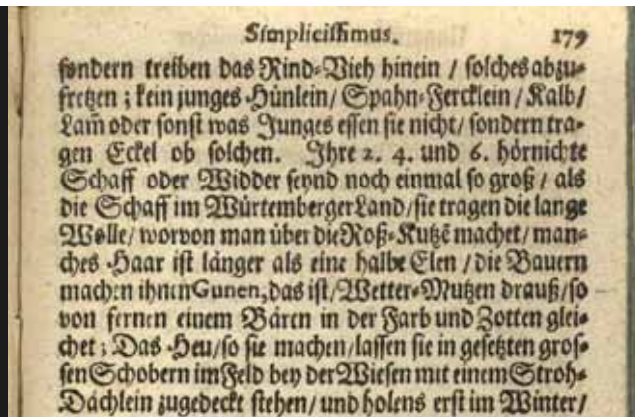 Simplicissimus. 179
sondern treiben das Rind-Vieh hinein / solches abzu-
fretzen ; kein junges Hünlein / Spahn-Fercklein / Kalb /
Lam̃ oder sonst was Junges essen sie nicht / sondern tra-
gen Eckel ob solchen. Ihre 2. 4. und 6. hörnichte
Schaff oder Widder seynd noch einmal so groß / als
die Schaff im Würtemberger Land / sie tragen die lange
Wolle / worvon man über die Roß-Kutzẽ machet / man-
ches Haar ist länger als eine halbe Elen / die Bauern
machen ihnen Gunen, das ist / Wetter-Mutzen drauß / so
von fernen einem Bären in der Farb und Zotten glei-
chet ; Das Heu / so sie machen / lassen sie in gesetzten gros-
sen Schobern im Feld bey der Wiesen mit einem Stroh-
Dächlein zugedeckt stehen / und holens erst im Winter /